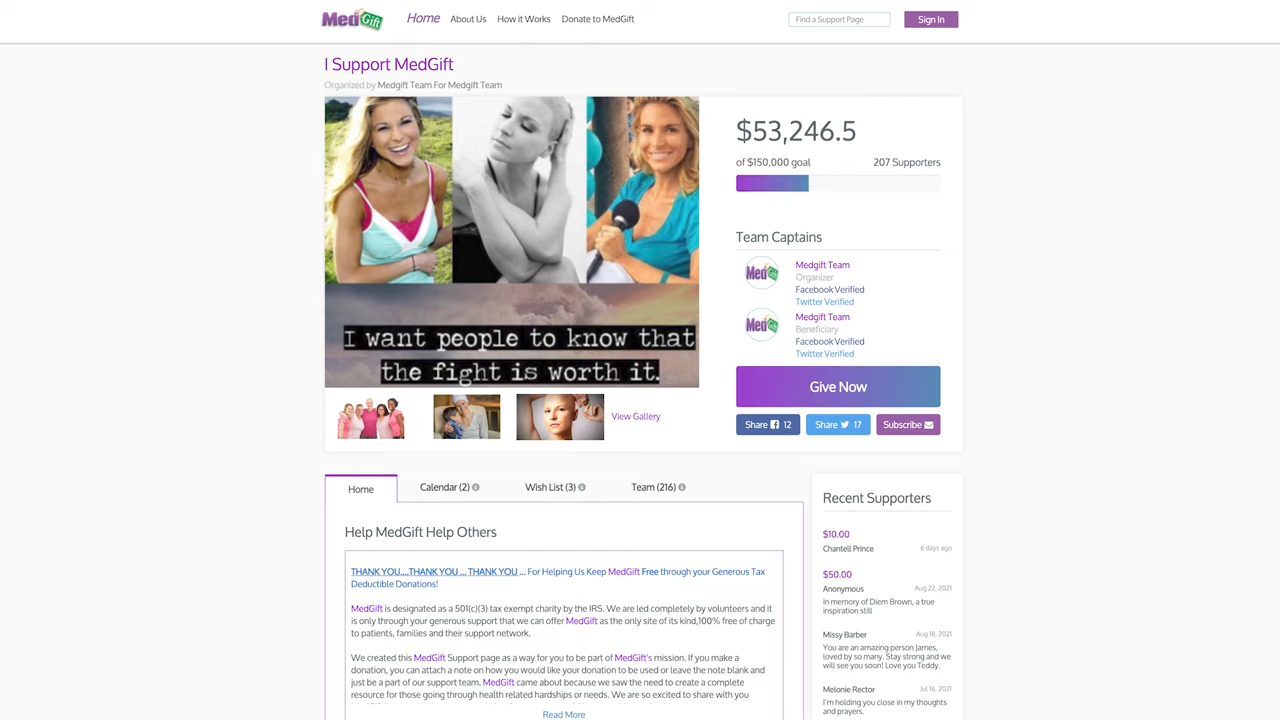 MedGift
Home
About Us
How it Works
Donate to MedGift
Find a Support Page
Sign In
I Support MedGift
Organized by Medgift Team For Medgift Team
I want people to know that
the fight is worth it.
View Gallery
$53,246.5
of $150,000 goal
207 Supporters
Team Captains
MedGift
Medgift Team
Organizer
Facebook Verified
Twitter Verified
MedGift
Medgift Team
Beneficiary
Facebook Verified
Twitter Verified
Give Now
Share 12
Share 17
Subscribe
Home
Calendar (2)
Wish List (3)
Team (216)
Help MedGift Help Others
THANK YOU....THANK YOU ... THANK YOU ... For Helping Us Keep MedGift Free through your Generous Tax
Deductible Donations!
MedGift is designated as a 501(c)(3) tax exempt charity by the IRS. We are led completely by volunteers and it
is only through your generous support that we can offer MedGift as the only site of its kind,100% free of charge
to patients, families and their support network.
We created this MedGift Support page as a way for you to be part of MedGift's mission. If you make a
donation, you can attach a note on how you would like your donation to be used or leave the note blank and
just be a part of our support team. MedGift came about because we saw the need to create a complete
resource for those going through health related hardships or needs. We are so excited to share with you
Read More
Recent Supporters
$10.00
Chantell Prince
6 days ago
$50.00
Anonymous
Aug 22, 2021
In memory of Diem Brown, a true
inspiration still
Missy Barber
Aug 18, 2021
You are an amazing person James,
loved by so many. Stay strong and we
will see you soon! Love you Teddy.
Melonie Rector
Jul 16, 2021
I'm holding you close in my thoughts
and prayers.